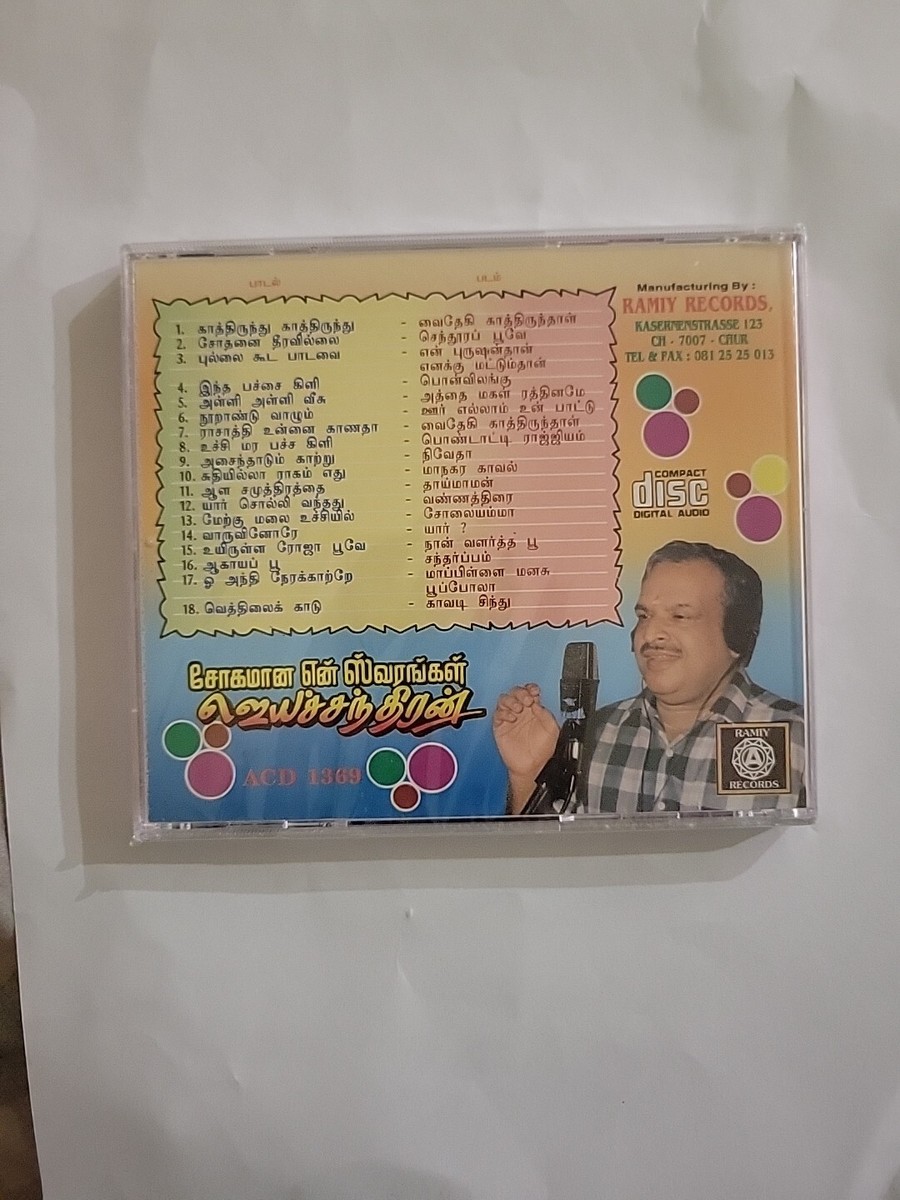 பாடல் படம்
1. காத்திருந்து காத்திருந்து - வைதேகி காத்திருந்தாள்
2. சோதனை தீரவில்லை - செந்தூரப் பூவே
3. புல்லை கூட பாடவை - என் புருஷன்தான்
எனக்கு மட்டும்தான்
4. இந்த பச்சை கிளி - பொன்விலங்கு
5. அள்ளி அள்ளி வீசு - அத்தை மகள் ரத்தினமே
6. நூறாண்டு வாழும் - ஊர் எல்லாம் உன் பாட்டு
7. ராசாத்தி உன்னை காணதா - வைதேகி காத்திருந்தாள்
8. உச்சி மர பச்ச கிளி - பொண்டாட்டி ராஜ்ஜியம்
9. அசைந்தாடும் காற்று - நிவேதா
10. சுதியில்லா ராகம் எது - மாநகர காவல்
11. ஆள சமுத்திரத்தை - தாய்மாமன்
12. யார் சொல்லி வந்தது - வண்ணத்திரை
13. மேற்கு மலை உச்சியில் - சோலையம்மா
14. வாருவினோரே - யார் ?
15. உயிருள்ள ரோஜா பூவே - நான் வளர்த்த பூ
16. ஆகாயப் பூ - சந்தர்ப்பம்
17. ஓ அந்தி நேரக்காற்றே - மாப்பிள்ளை மனசு
பூப்போலா
18. வெத்திலைக் காடு - காவடி சிந்து
Manufacturing By :
RAMIY RECORDS,
KASERNENSTRASSE 123
CH - 7007 - CHUR
TEL & FAX : 081 25 25 013
COMPACT
disc
DIGITAL AUDIO
சோகமான என் ஸ்வரங்கள்
ஜெயச்சந்திரன்
ACD 1369
RAMIY
A
RECORDS